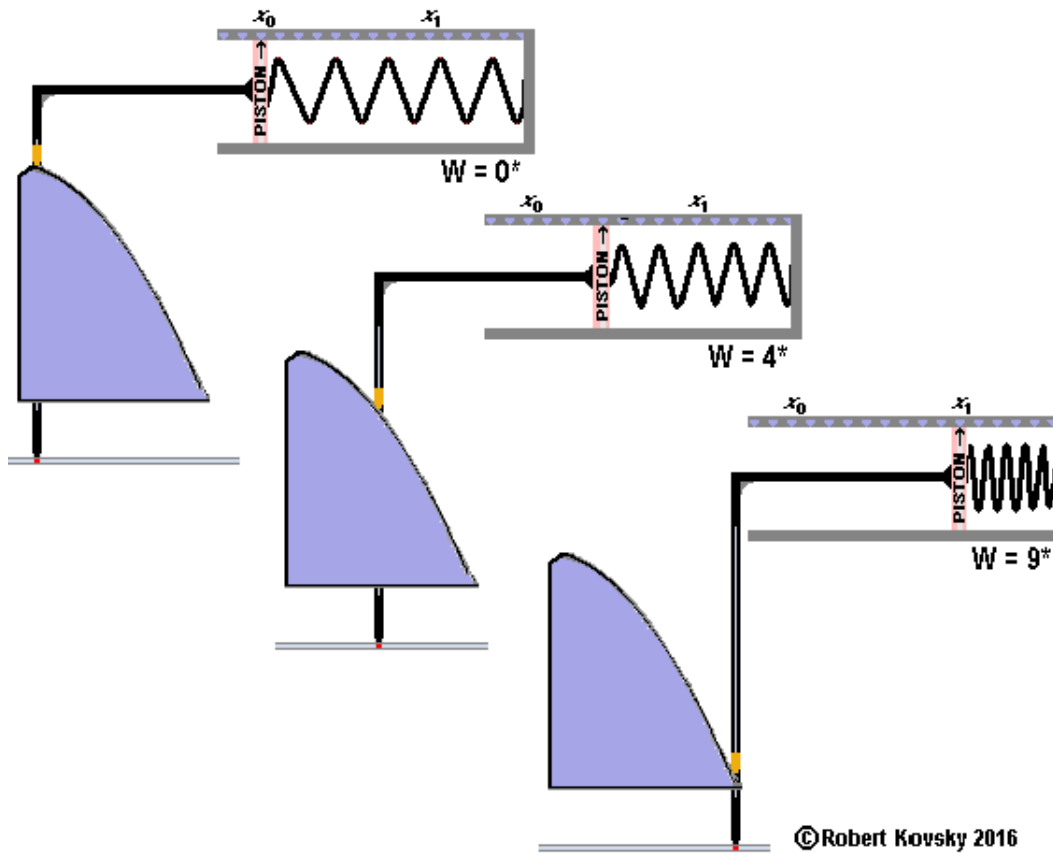 x0 x1
PISTON →
W = 0*
x0 x1
PISTON →
W = 4*
x0 x1
PISTON →
W = 9*
©Robert Kovsky 2016